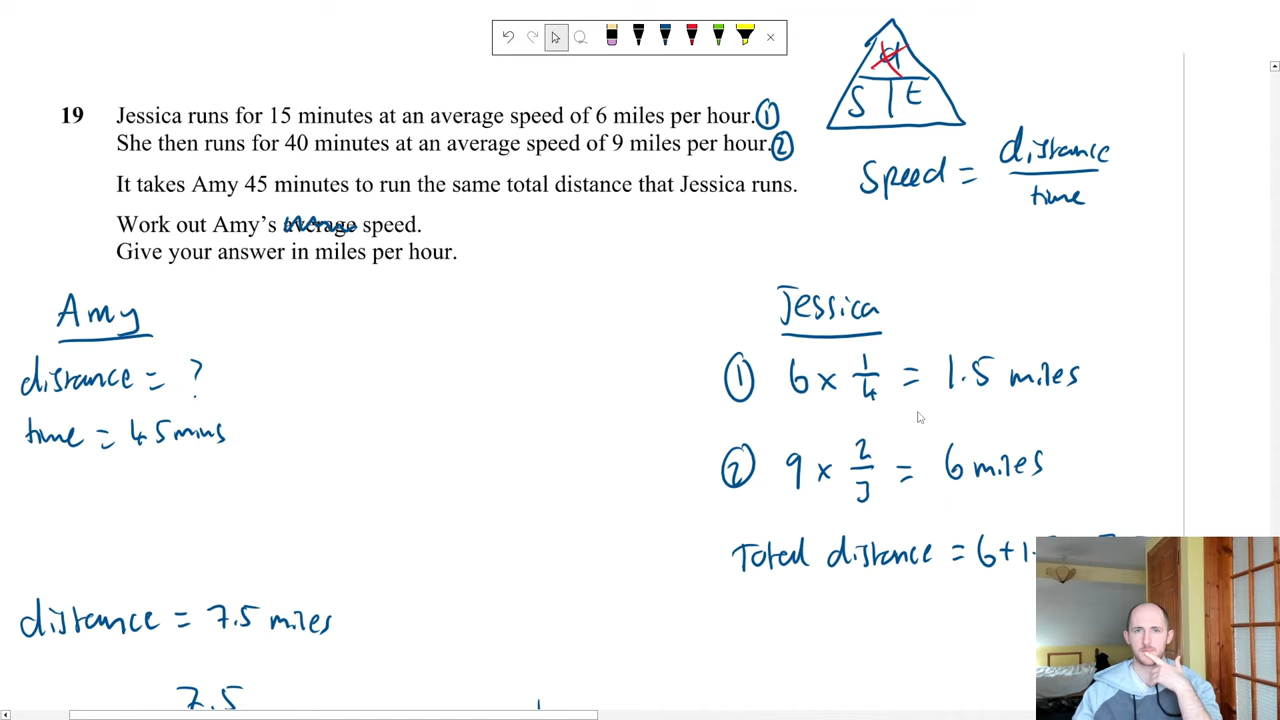 19 Jessica runs for 15 minutes at an average speed of 6 miles per hour. ①
She then runs for 40 minutes at an average speed of 9 miles per hour. ②
It takes Amy 45 minutes to run the same total distance that Jessica runs.
Work out Amy's average speed.
Give your answer in miles per hour.
d
S t
Speed = distance / time
Amy
distance = ?
time = 45 mins
distance = 7.5 miles
7.5
Jessica
① 6 × 1/4 = 1.5 miles
② 9 × 2/3 = 6 miles
Total distance = 6 + 1.